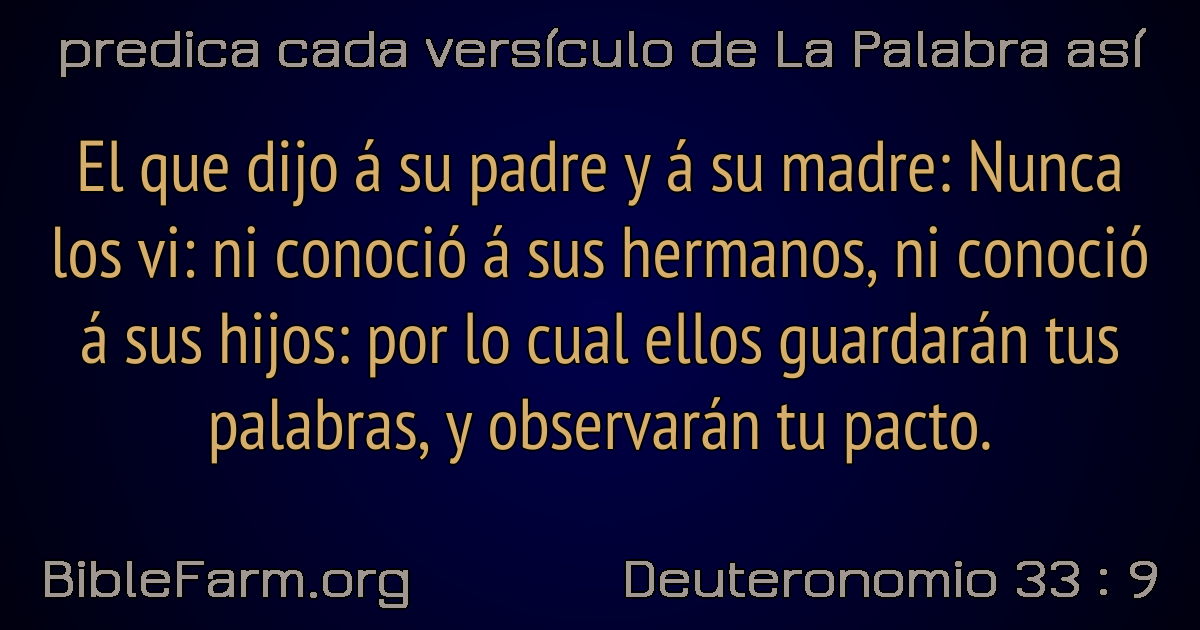 predica cada versículo de La Palabra así
El que dijo á su padre y á su madre: Nunca
los vi: ni conoció á sus hermanos, ni conoció
á sus hijos: por lo cual ellos guardarán tus
palabras, y observarán tu pacto.
BibleFarm.org
Deuteronomio 33 : 9